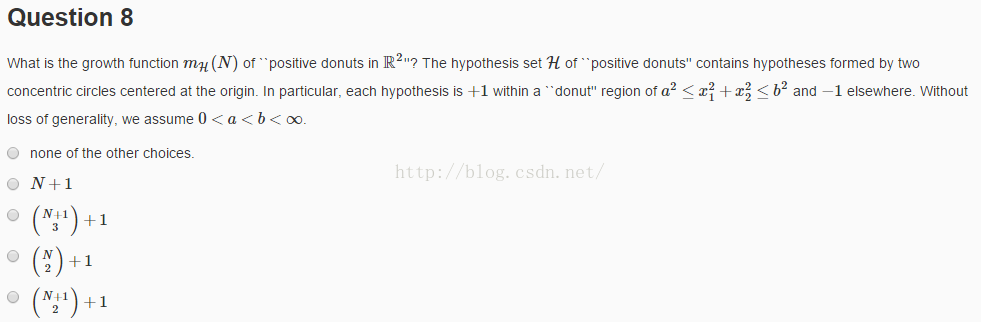 Question 8
What is the growth function m_H(N) of ``positive donuts in ℝ²"? The hypothesis set H of ``positive donuts" contains hypotheses formed by two
concentric circles centered at the origin. In particular, each hypothesis is +1 within a ``donut" region of a² ≤ x₁² + x₂² ≤ b² and −1 elsewhere. Without
loss of generality, we assume 0 < a < b < ∞.
none of the other choices.
http://blog.csdn.net/
N + 1
(N+1 3) + 1
(N 2) + 1
(N+1 2) + 1